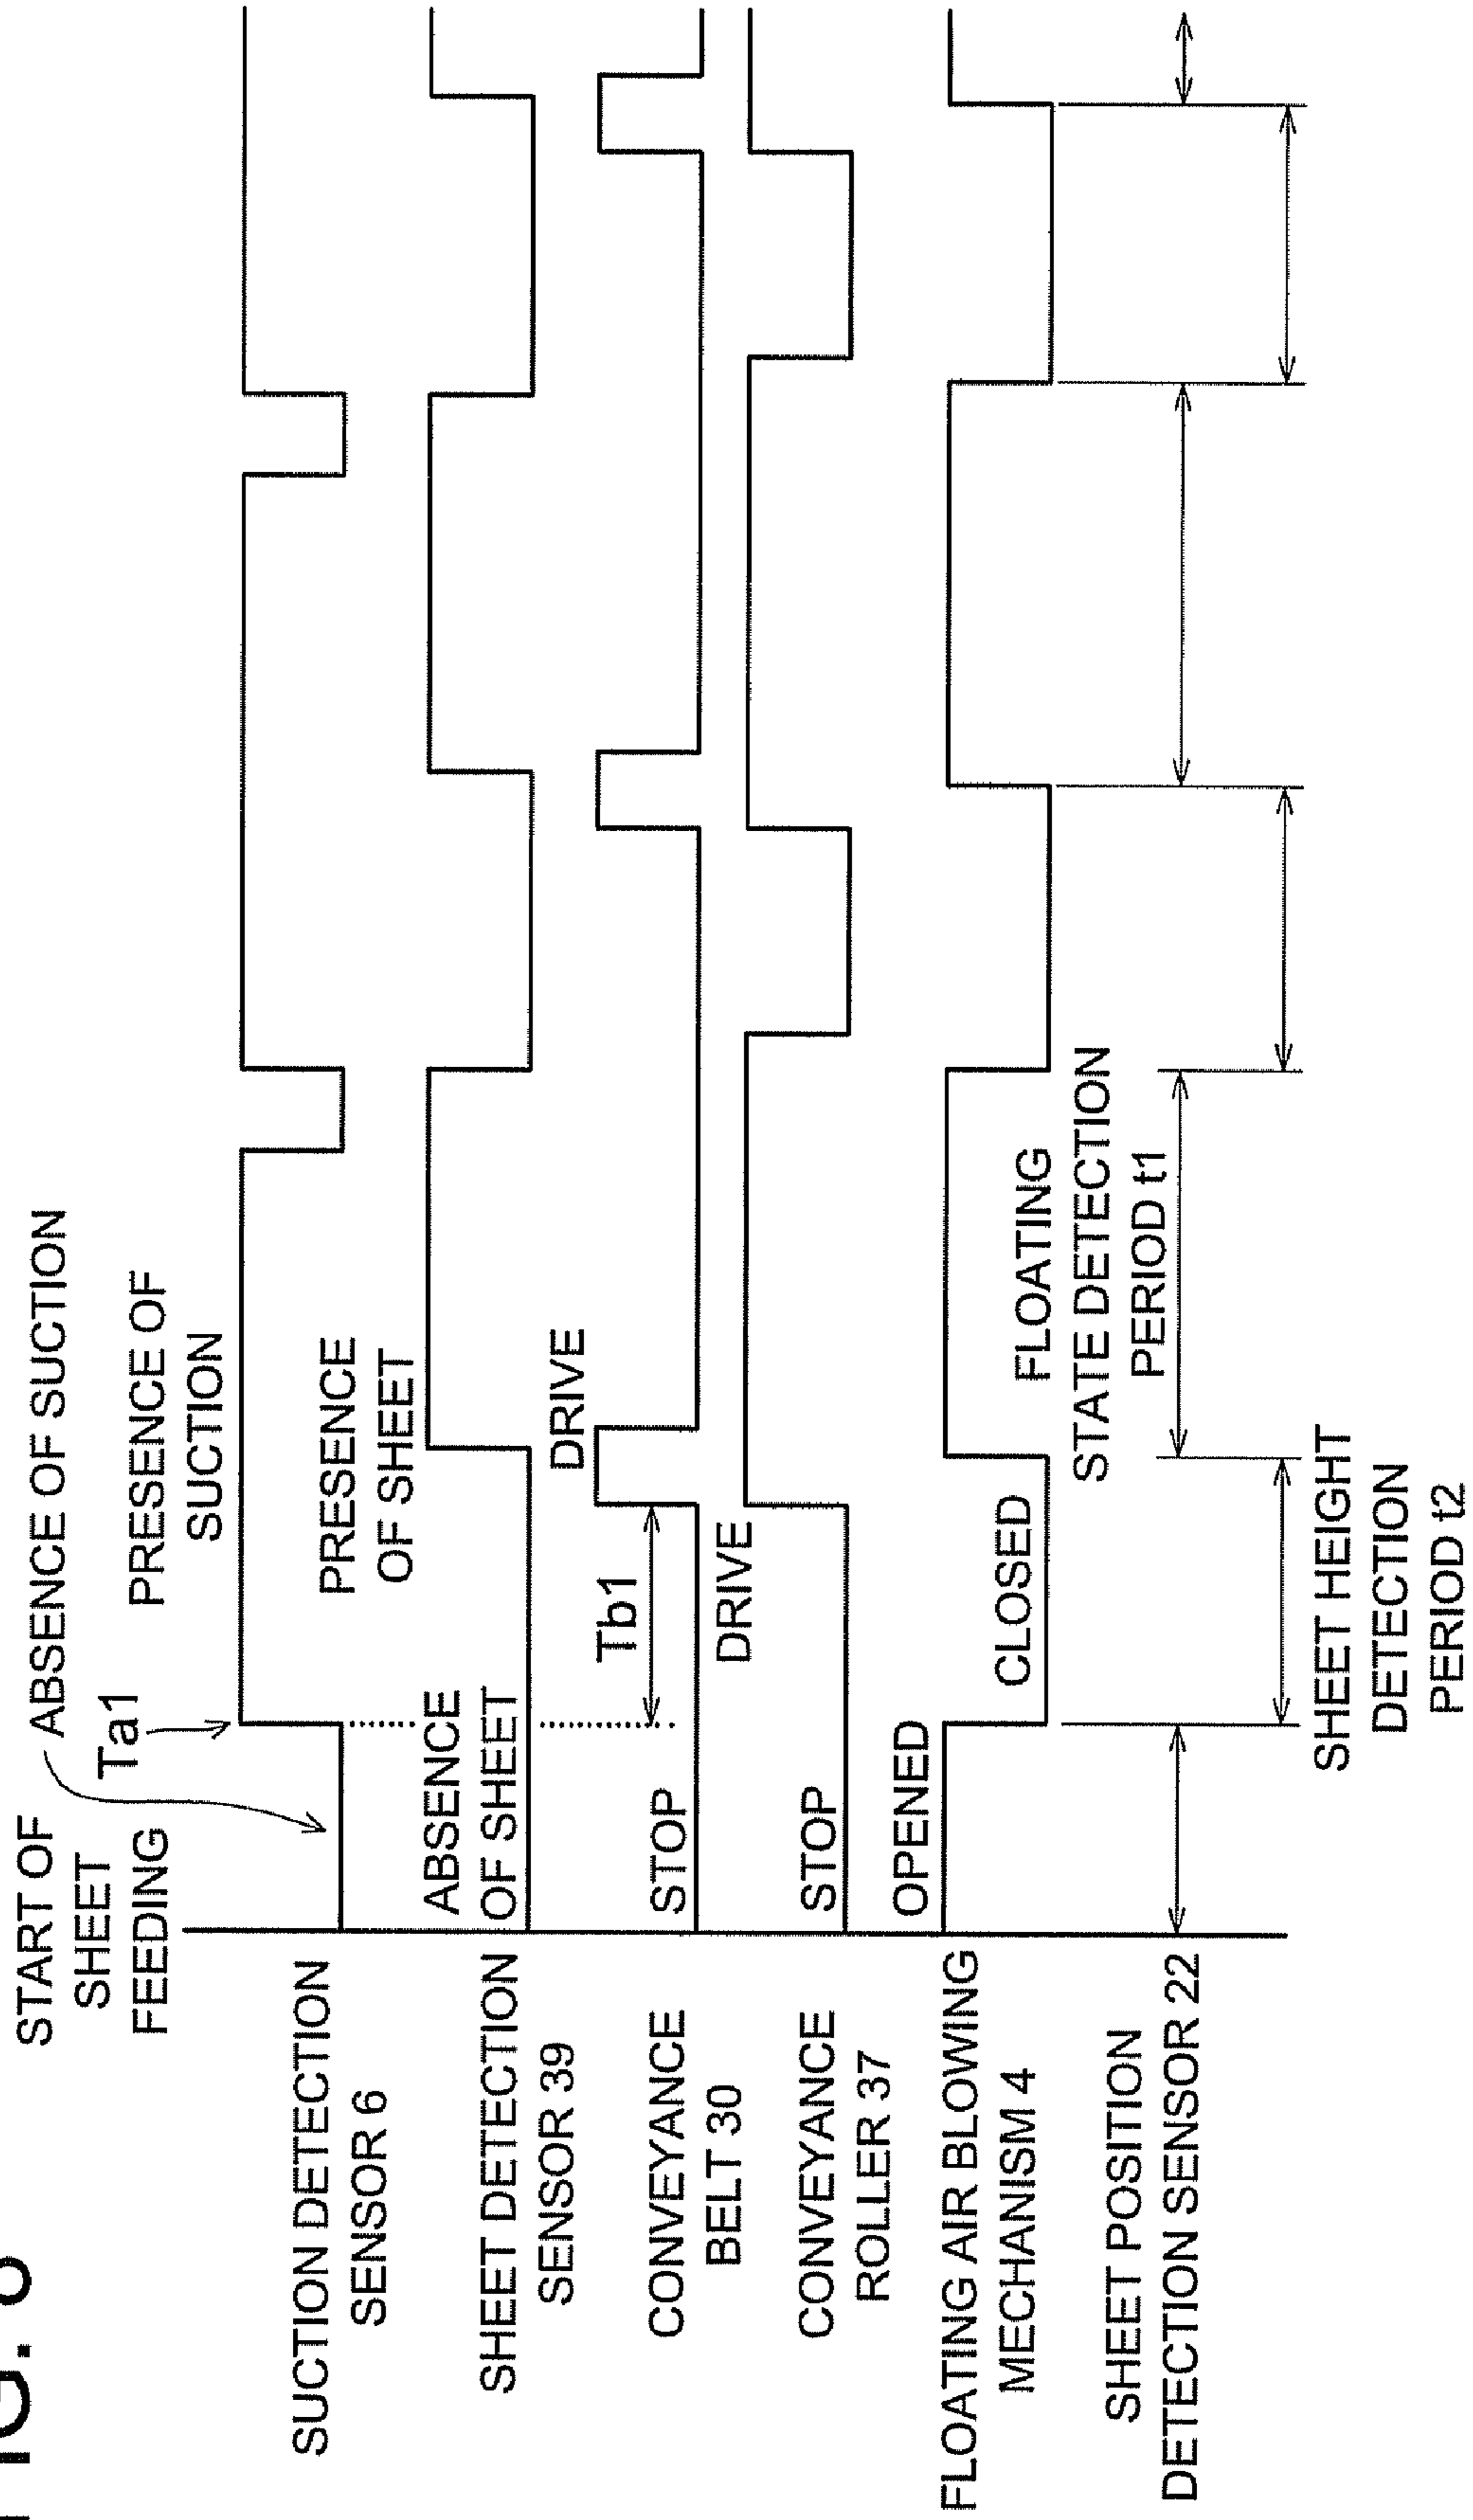 START OF
SHEET
FEEDING
ABSENCE OF SUCTION
Ta1
PRESENCE OF
SUCTION
SUCTION DETECTION
SENSOR 6
PRESENCE
OF SHEET
ABSENCE
OF SHEET
SHEET DETECTION
SENSOR 39
DRIVE
Tb1
STOP
CONVEYANCE
BELT 30
DRIVE
STOP
CONVEYANCE
ROLLER 37
OPENED
CLOSED
FLOATING AIR BLOWING
MECHANISM 4
FLOATING
STATE DETECTION
PERIOD t1
SHEET POSITION
DETECTION SENSOR 22
SHEET HEIGHT
DETECTION
PERIOD t2